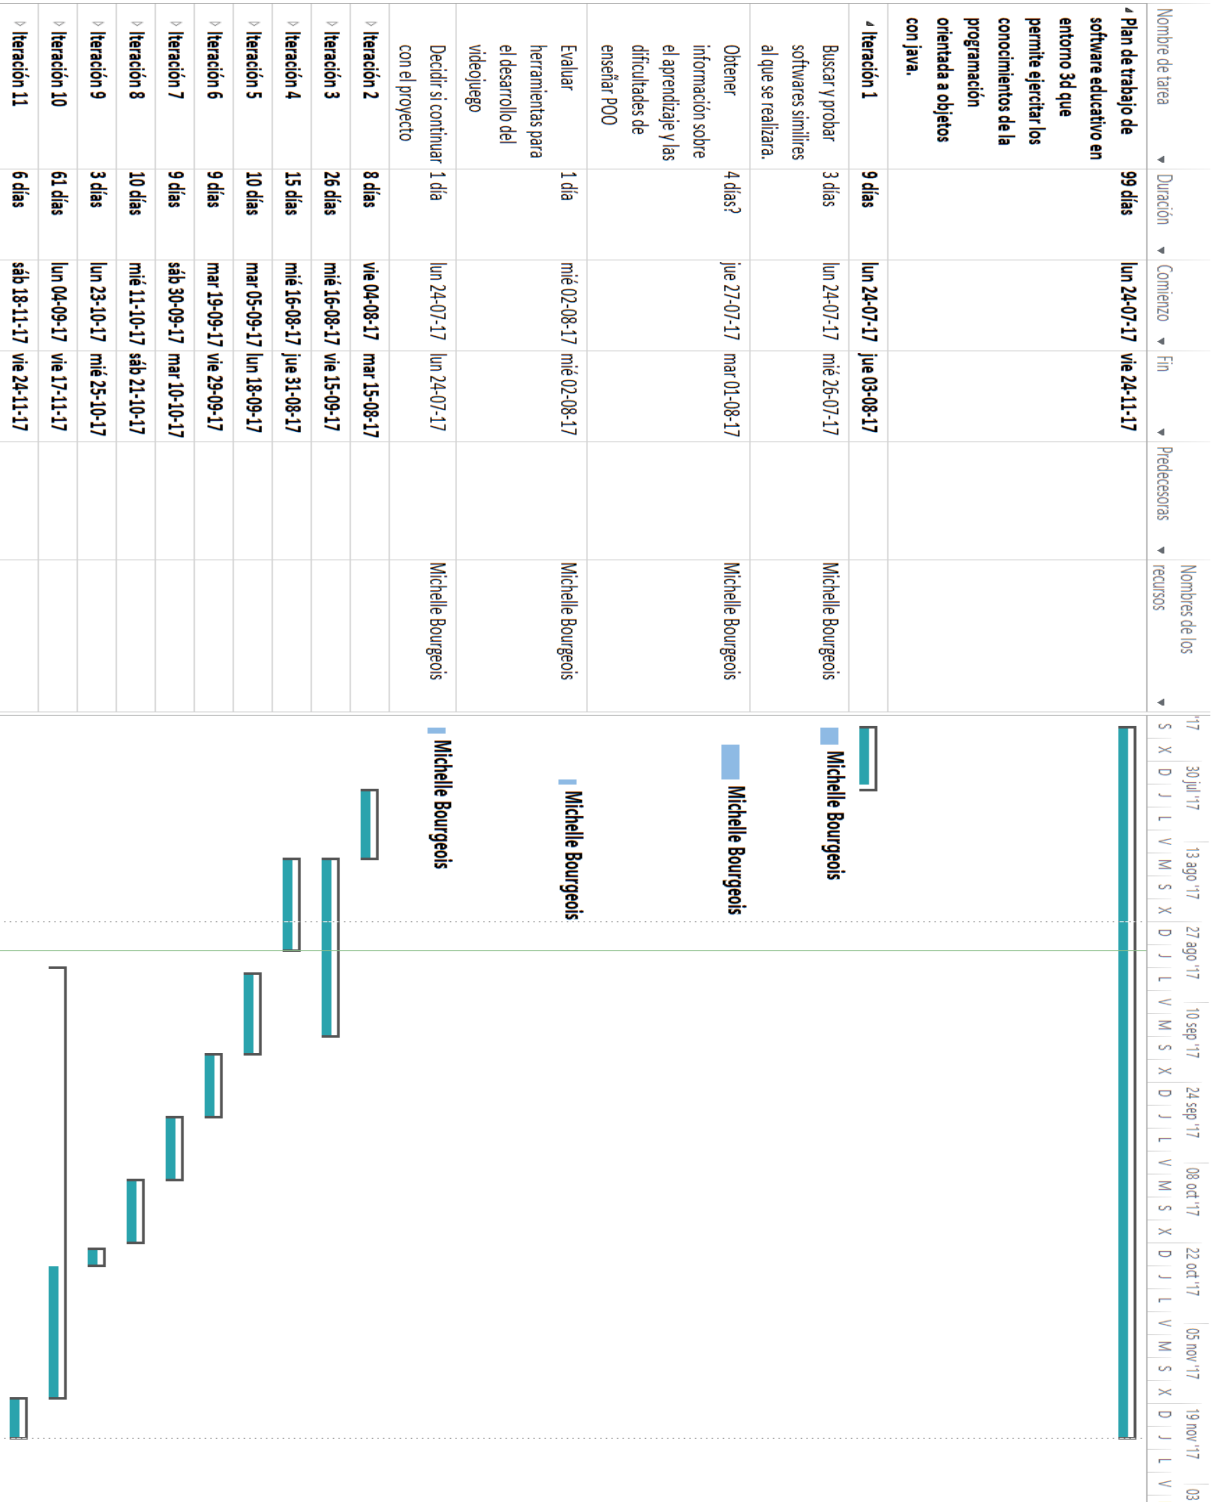 Nombre de tarea
Duración
Comienzo
Fin
Predecesoras
Nombres de los
recursos
'17
30 jul '17
13 ago '17
27 ago '17
10 sep '17
24 sep '17
08 oct '17
22 oct '17
05 nov '17
19 nov '17
03
S X D J L V M S X D J L V M S X D J L V M S X D J L V M S X D J L V
Plan de trabajo de
software educativo en
entorno 3d que
permite ejercitar los
conocimientos de la
programación
orientada a objetos
con java.
99 días
lun 24-07-17
vie 24-11-17
Iteración 1
9 días
lun 24-07-17
jue 03-08-17
Buscar y probar
softwares similires
al que se realizara.
3 días
lun 24-07-17
mié 26-07-17
Michelle Bourgeois
Michelle Bourgeois
Obtener
información sobre
el aprendizaje y las
dificultades de
enseñar POO
4 días?
jue 27-07-17
mar 01-08-17
Michelle Bourgeois
Michelle Bourgeois
Evaluar
herramientas para
el desarrollo del
videojuego
1 día
mié 02-08-17
mié 02-08-17
Michelle Bourgeois
Michelle Bourgeois
Decidir si continuar
con el proyecto
1 día
lun 24-07-17
lun 24-07-17
Michelle Bourgeois
Michelle Bourgeois
Iteración 2
8 días
vie 04-08-17
mar 15-08-17
Iteración 3
26 días
mié 16-08-17
vie 15-09-17
Iteración 4
15 días
mié 16-08-17
jue 31-08-17
Iteración 5
10 días
mar 05-09-17
lun 18-09-17
Iteración 6
9 días
mar 19-09-17
vie 29-09-17
Iteración 7
9 días
sáb 30-09-17
mar 10-10-17
Iteración 8
10 días
mié 11-10-17
sáb 21-10-17
Iteración 9
3 días
lun 23-10-17
mié 25-10-17
Iteración 10
61 días
lun 04-09-17
vie 17-11-17
Iteración 11
6 días
sáb 18-11-17
vie 24-11-17